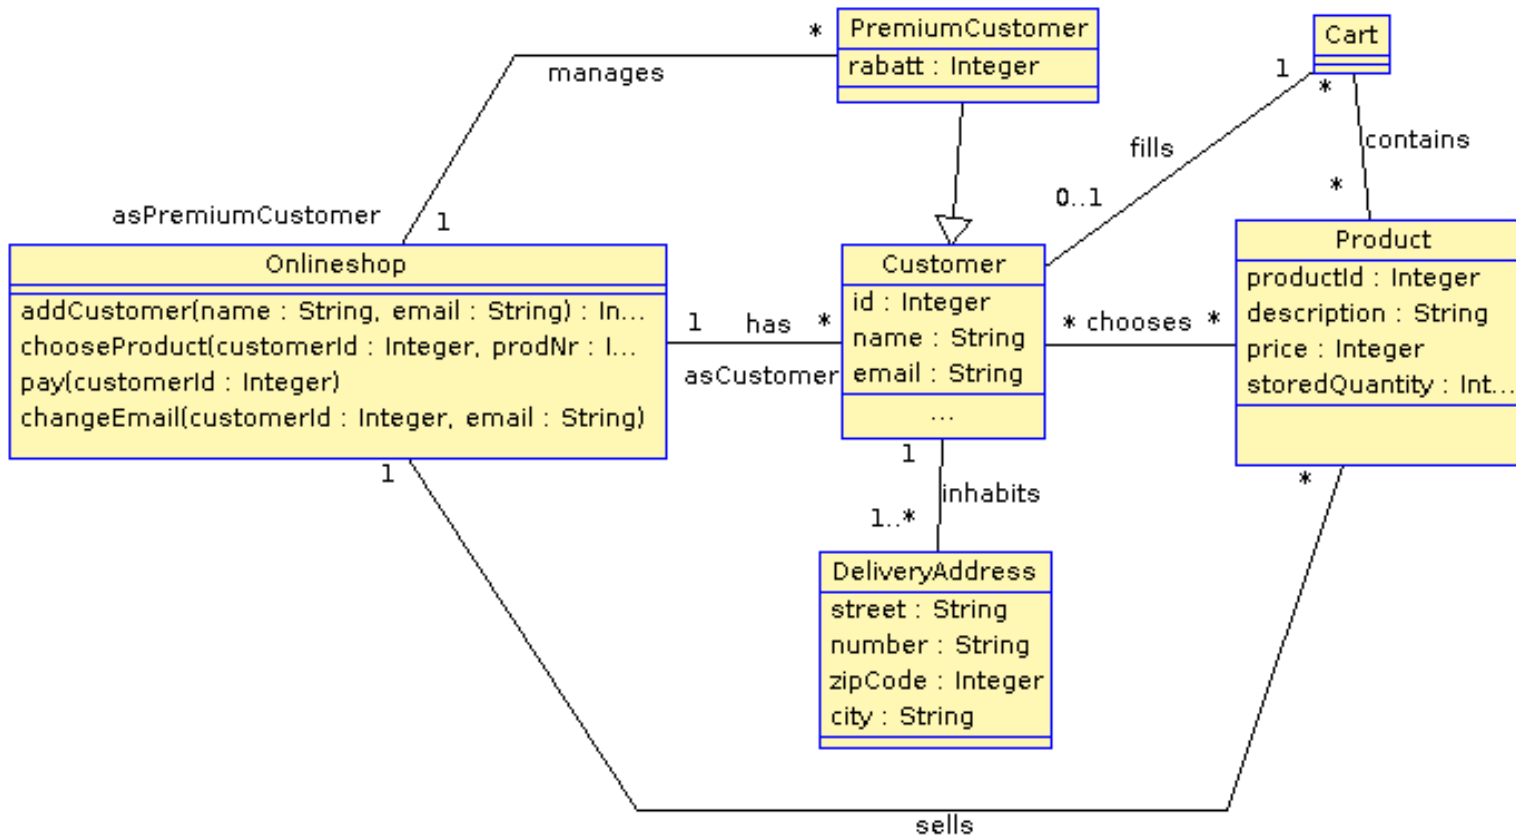 * PremiumCustomer
rabatt : Integer
manages
Cart
1
*
contains
fills
*
0..1
asPremiumCustomer
1
Onlineshop
addCustomer(name : String, email : String) : In...
chooseProduct(customerId : Integer, prodNr : I...
pay(customerId : Integer)
changeEmail(customerId : Integer, email : String)
1 has *
asCustomer
Customer
id : Integer
name : String
email : String
...
* chooses *
Product
productId : Integer
description : String
price : Integer
storedQuantity : Int...
1
1
*
inhabits
1..*
DeliveryAddress
street : String
number : String
zipCode : Integer
city : String
sells